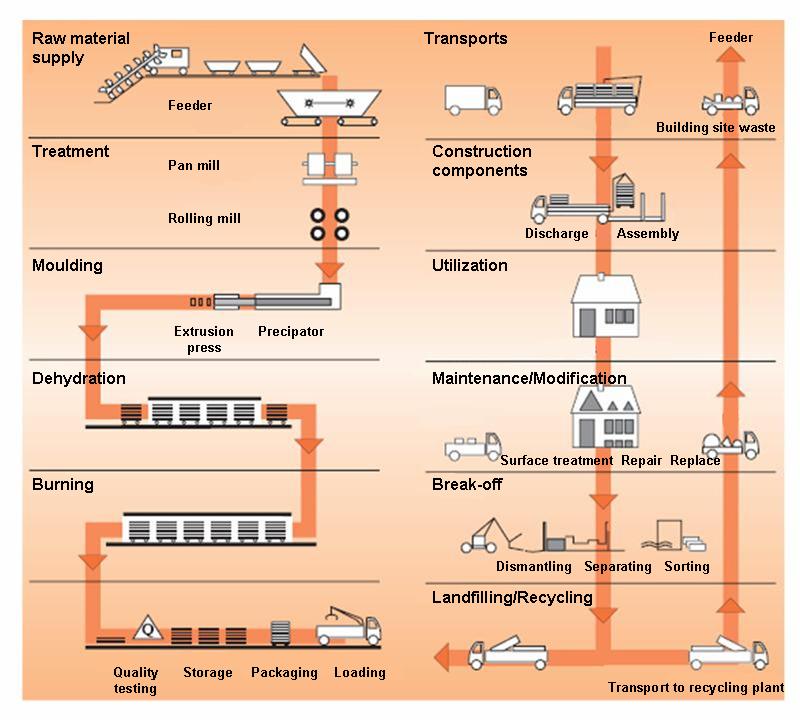 Raw material
supply
Feeder
Treatment
Pan mill
Rolling mill
Moulding
Extrusion
press
Precipator
Dehydration
Burning
Q
Quality
testing
Storage
Packaging
Loading
Transports
Feeder
Building site waste
Construction
components
Discharge
Assembly
Utilization
Maintenance/Modification
Surface treatment Repair Replace
Break-off
Dismantling Separating Sorting
Landfilling/Recycling
Transport to recycling plant